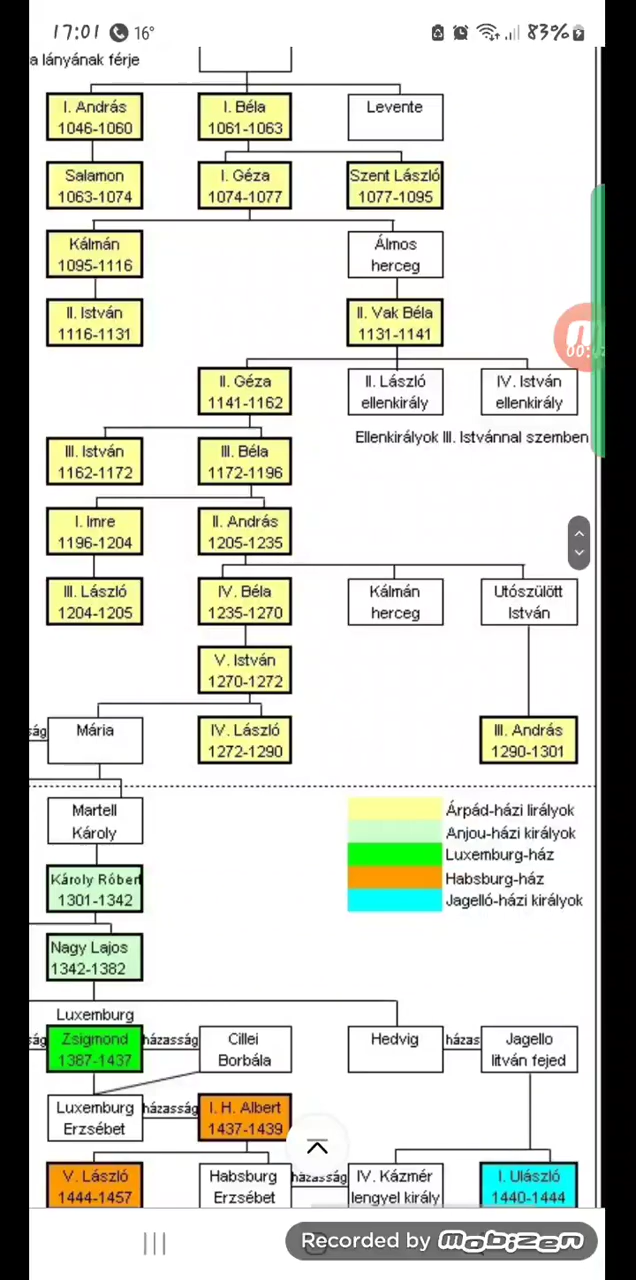 17:01 16° 83%
a lányának férje
I. András I. Béla Levente
1046-1060 1061-1063
Salamon I. Géza Szent László
1063-1074 1074-1077 1077-1095
Kálmán Álmos
1095-1116 herceg
II. István II. Vak Béla
1116-1131 1131-1141
II. Géza II. László IV. István
1141-1162 ellenkirály ellenkirály
Ellenkirályok III. Istvánnal szemben
III. István III. Béla
1162-1172 1172-1196
I. Imre II. András
1196-1204 1205-1235
III. László IV. Béla Kálmán Utószülött
1204-1205 1235-1270 herceg István
V. István
1270-1272
ság Mária IV. László III. András
1272-1290 1290-1301
Martell Árpád-házi lirályok
Károly Anjou-házi királyok
Luxemburg-ház
Károly Róbert Habsburg-ház
1301-1342 Jagelló-házi királyok
Nagy Lajos
1342-1382
Luxemburg
ság Zsigmond házasság Cillei Hedvig házas Jagello
1387-1437 Borbála litván fejed
Luxemburg házasság I. H. Albert
Erzsébet 1437-1439
V. László Habsburg házasság IV. Kázmér I. Ulászló
1444-1457 Erzsébet lengyel király 1440-1444
Recorded by mobizen